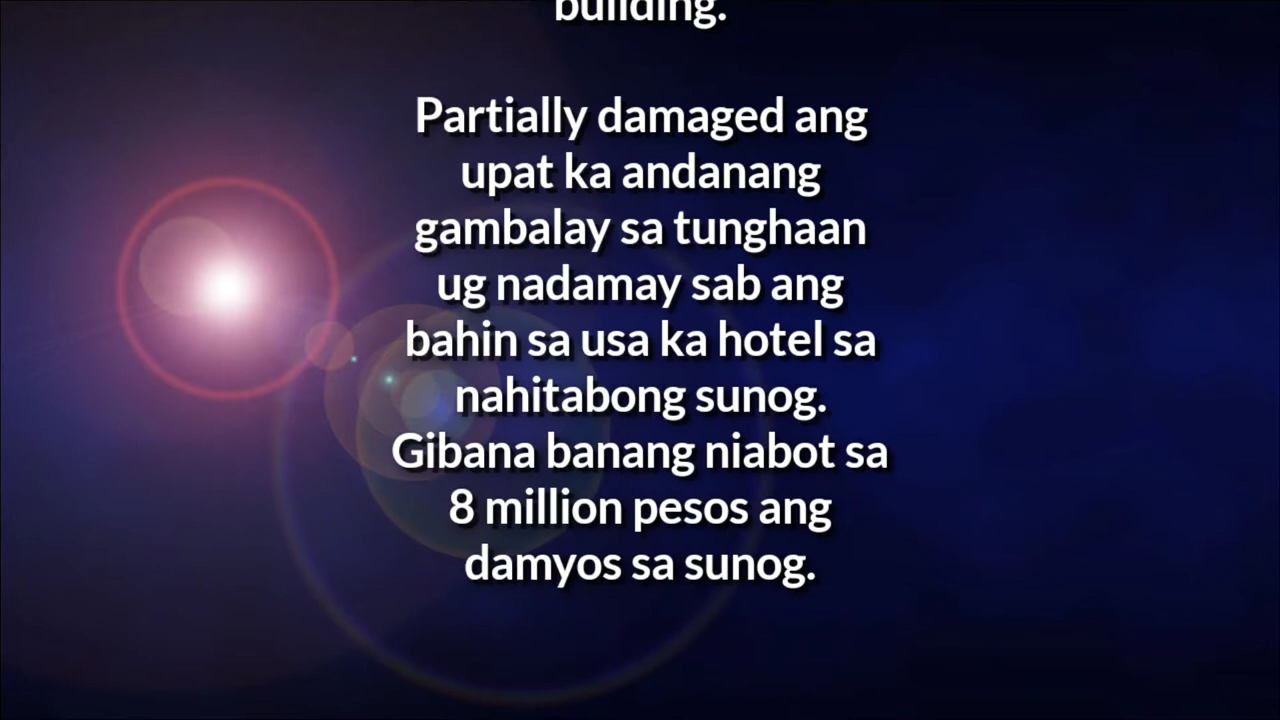 building.
Partially damaged ang
upat ka andanang
gambalay sa tunghaan
ug nadamay sab ang
bahin sa usa ka hotel sa
nahitabong sunog.
Gibana banang niabot sa
8 million pesos ang
damyos sa sunog.